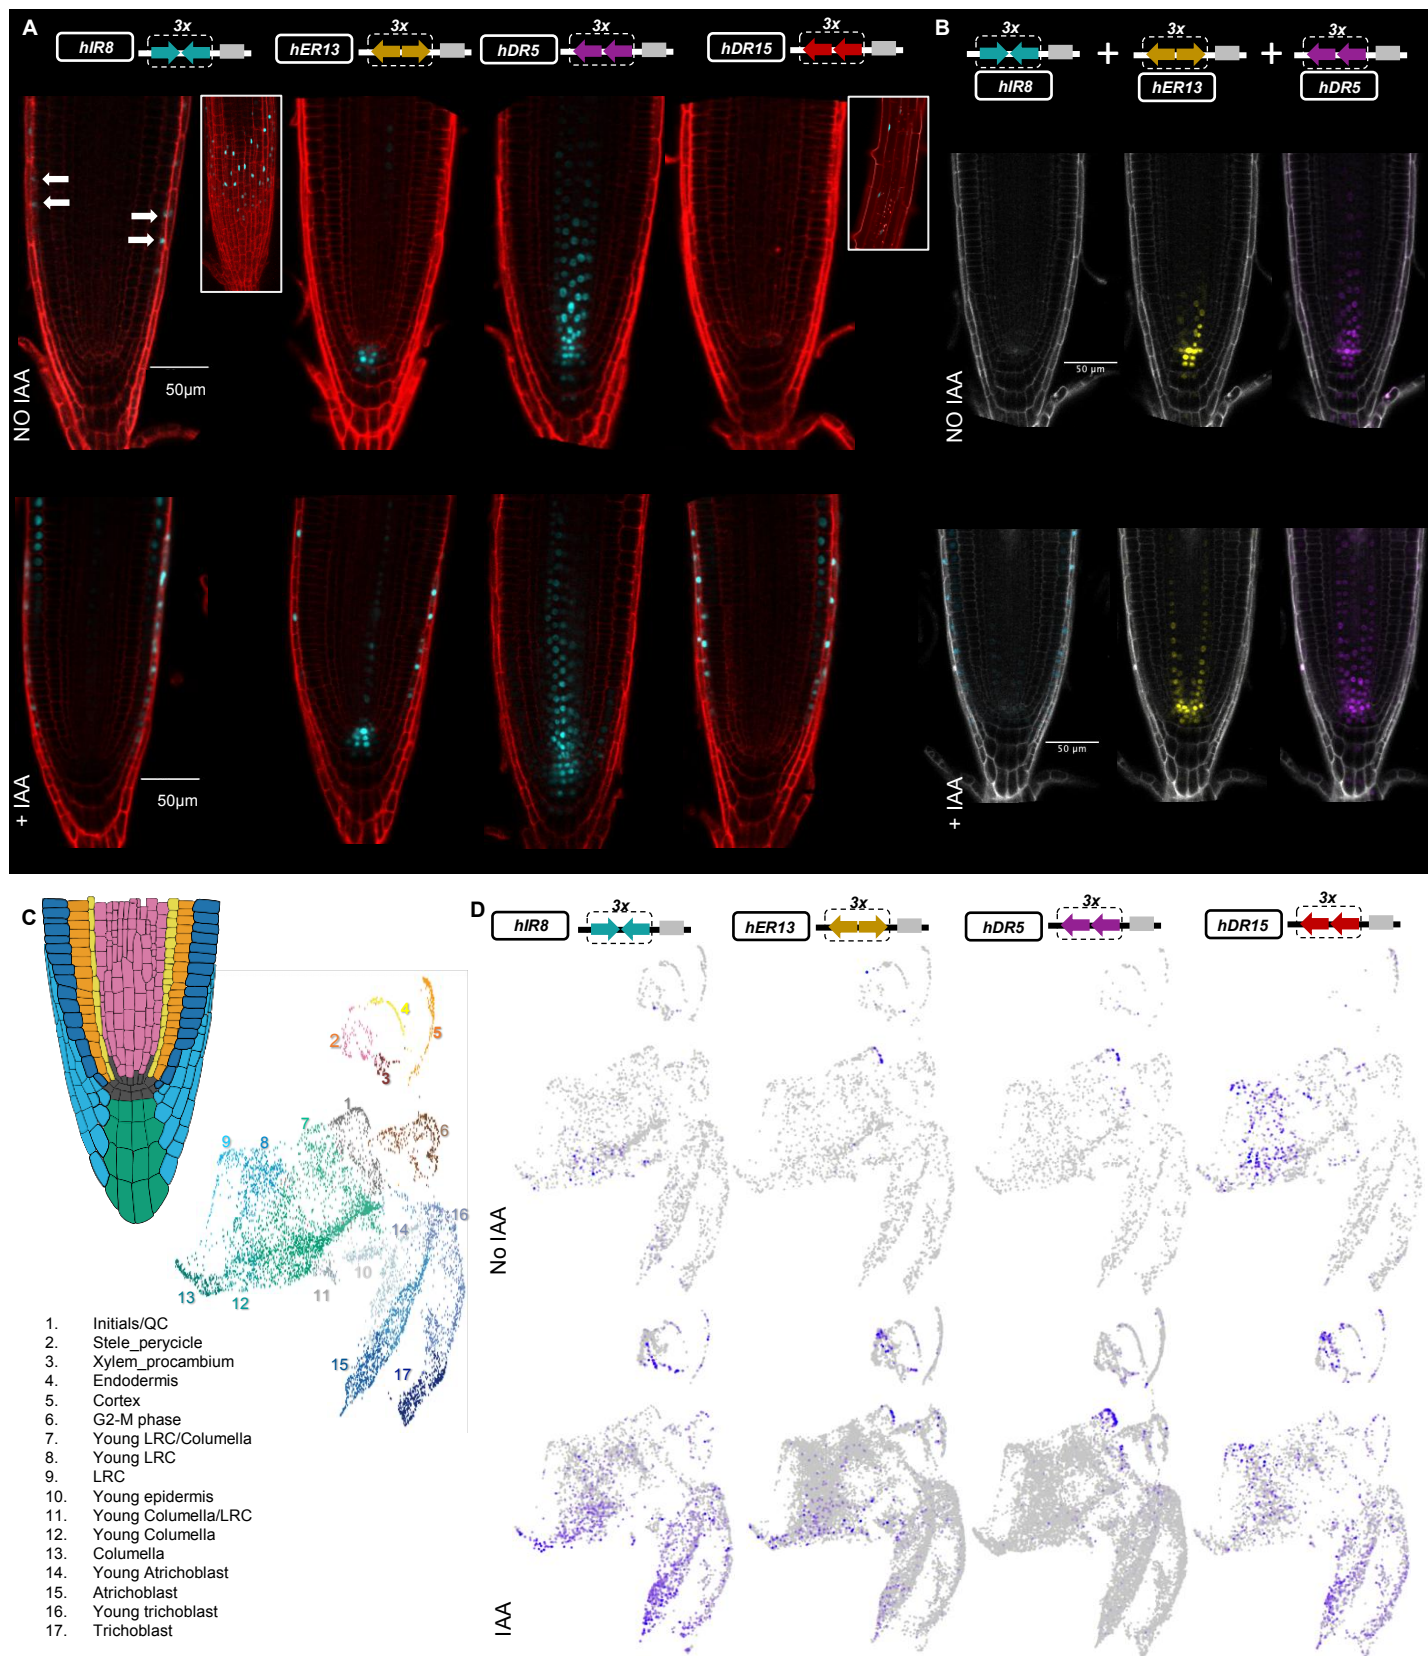 A
3x
hIR8
3x
hER13
3x
hDR5
3x
hDR15
B
3x
hIR8
+
3x
hER13
+
3x
hDR5
NO IAA
50μm
+ IAA
50μm
NO IAA
50 μm
+ IAA
50 μm
C
1
2
3
4
5
6
7
8
9
10
11
12
13
14
15
16
17
1. Initials/QC
2. Stele_perycicle
3. Xylem_procambium
4. Endodermis
5. Cortex
6. G2-M phase
7. Young LRC/Columella
8. Young LRC
9. LRC
10. Young epidermis
11. Young Columella/LRC
12. Young Columella
13. Columella
14. Young Atrichoblast
15. Atrichoblast
16. Young trichoblast
17. Trichoblast
D
hIR8
3x
hER13
3x
hDR5
3x
hDR15
3x
No IAA
IAA